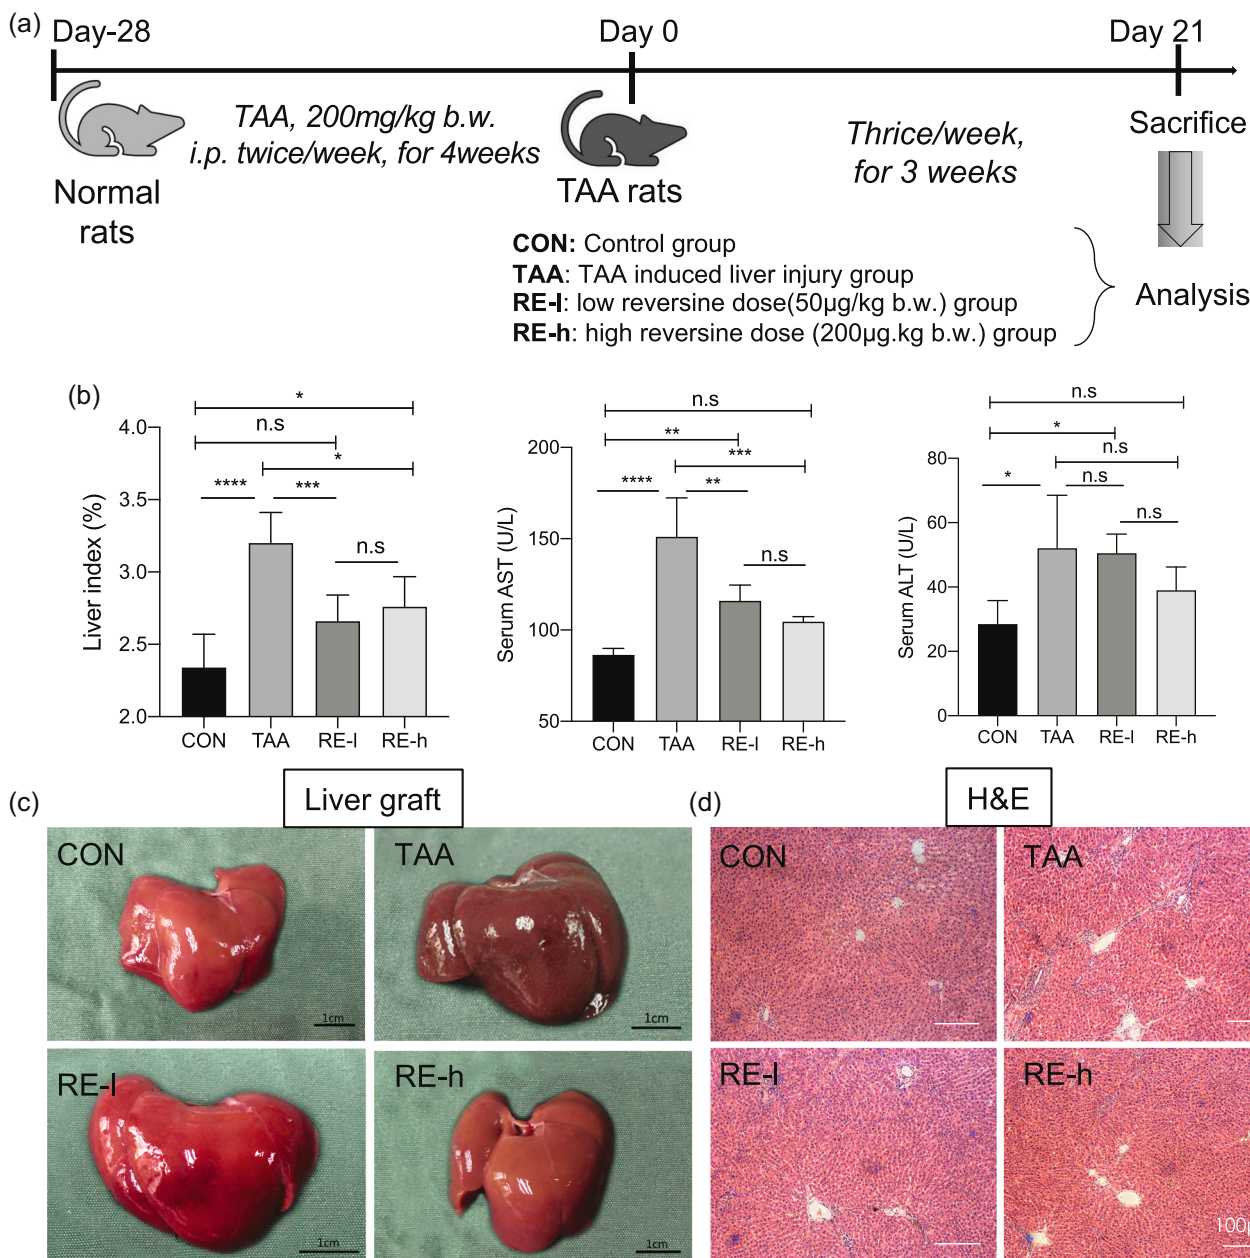 (a)
Day-28
Day 0
Day 21
TAA, 200mg/kg b.w.
i.p. twice/week, for 4weeks
Thrice/week,
for 3 weeks
Sacrifice
Normal
rats
TAA rats
CON: Control group
TAA: TAA induced liver injury group
RE-l: low reversine dose(50μg/kg b.w.) group
RE-h: high reversine dose (200μg.kg b.w.) group
Analysis
(b)
Liver index (%)
4.0
3.5
3.0
2.5
2.0
*
n.s
*
****
***
n.s
CON
TAA
RE-l
RE-h
Serum AST (U/L)
200
150
100
50
n.s
**
***
****
**
n.s
CON
TAA
RE-l
RE-h
Serum ALT (U/L)
80
60
40
20
0
n.s
*
n.s
*
n.s
n.s
CON
TAA
RE-l
RE-h
(c)
Liver graft
CON
1cm
TAA
1cm
RE-l
1cm
RE-h
1cm
(d)
H&E
CON
TAA
RE-l
RE-h
100μ